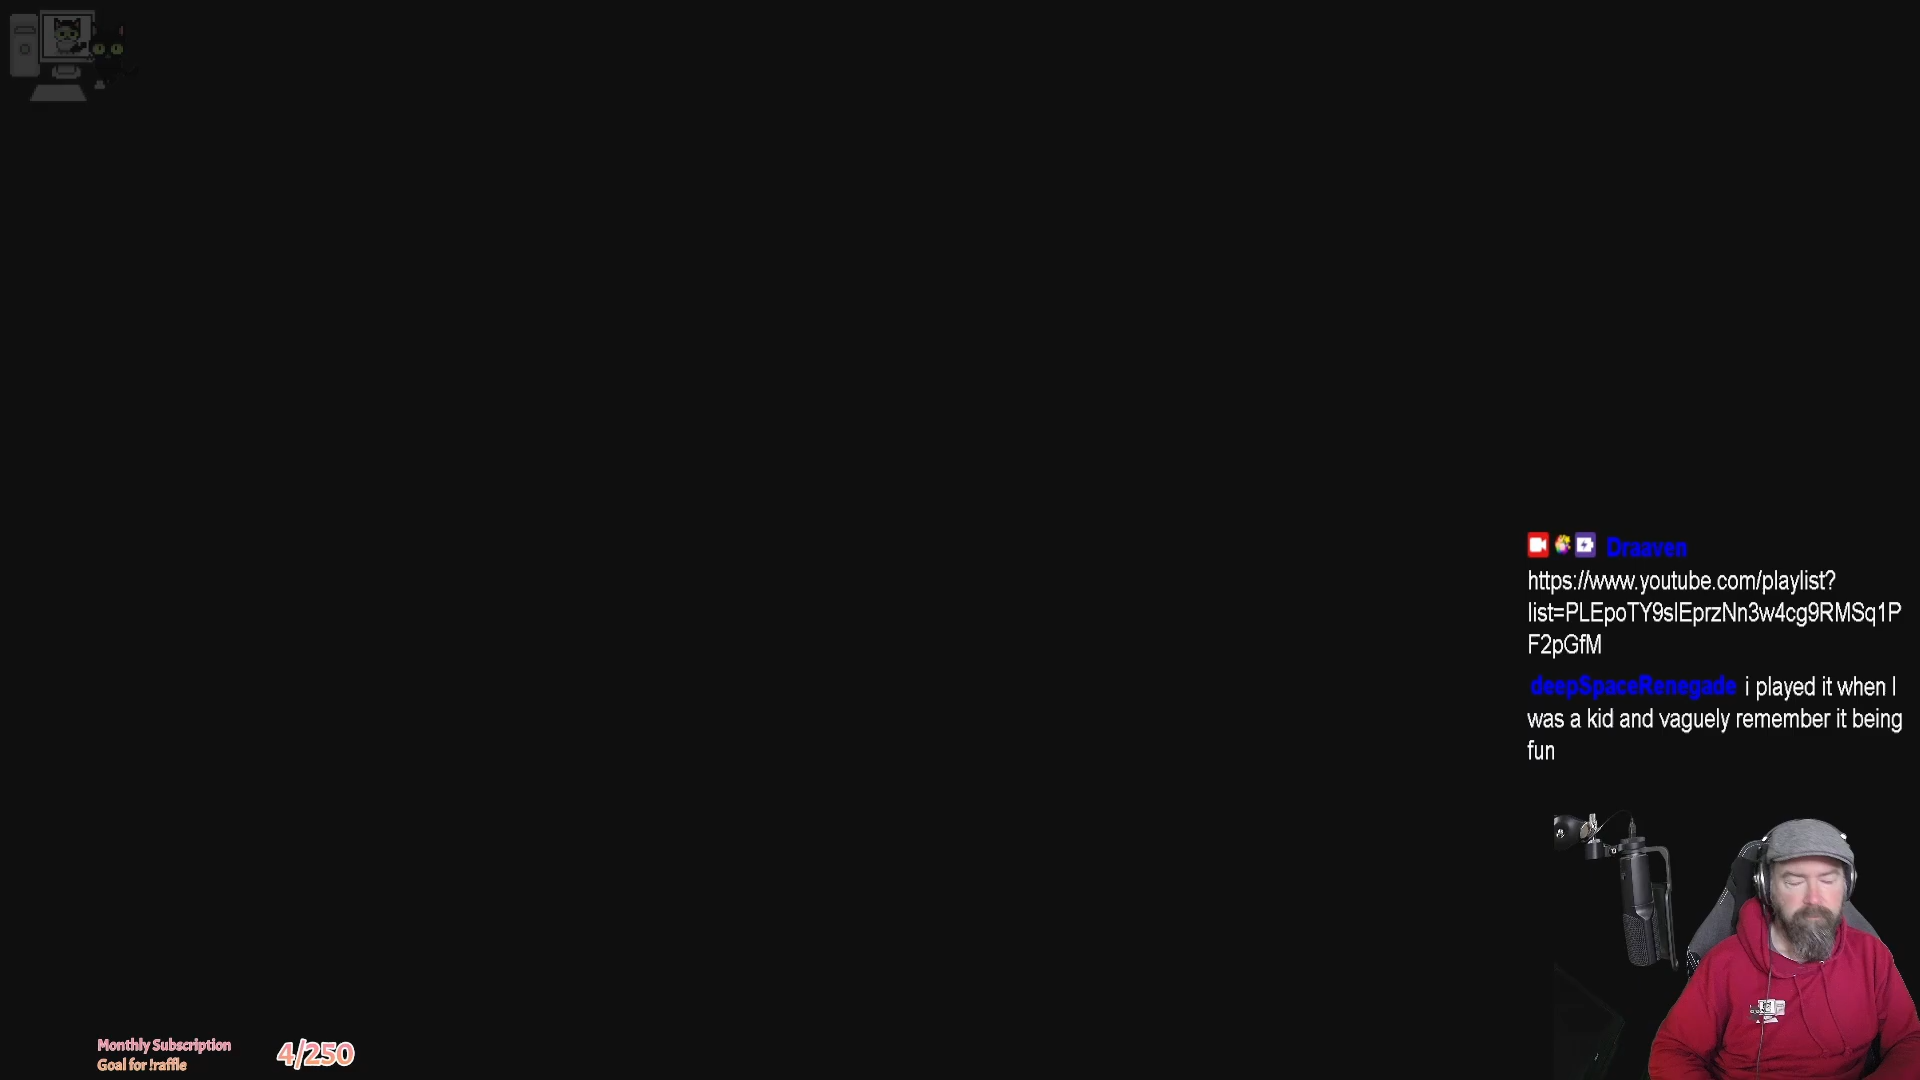 Draaven
https://www.youtube.com/playlist?
list=PLEpoTY9slEprzNn3w4cg9RMSq1P
F2pGfM
deepSpaceRenegade i played it when I
was a kid and vaguely remember it being
fun
Monthly Subscription
Goal for !raffle
4/250